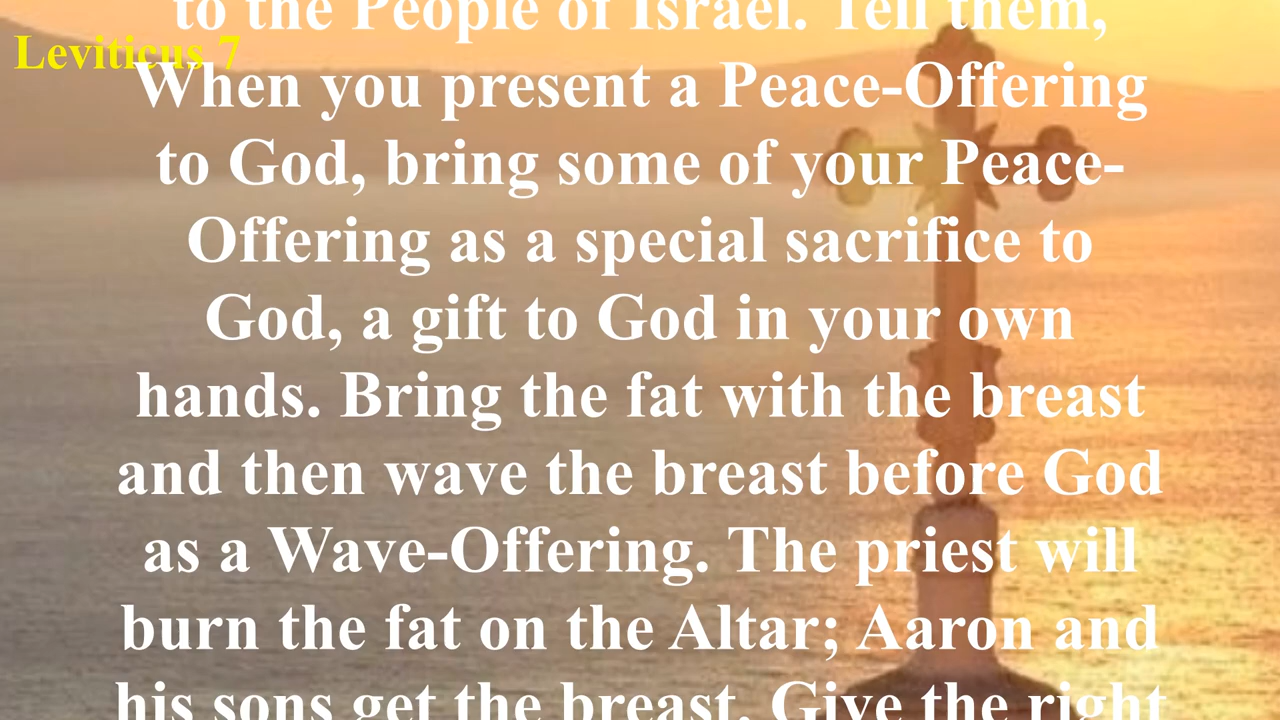 to the People of Israel. Tell them,
Leviticus 7
When you present a Peace-Offering
to God, bring some of your Peace-
Offering as a special sacrifice to
God, a gift to God in your own
hands. Bring the fat with the breast
and then wave the breast before God
as a Wave-Offering. The priest will
burn the fat on the Altar; Aaron and
his sons get the breast. Give the right